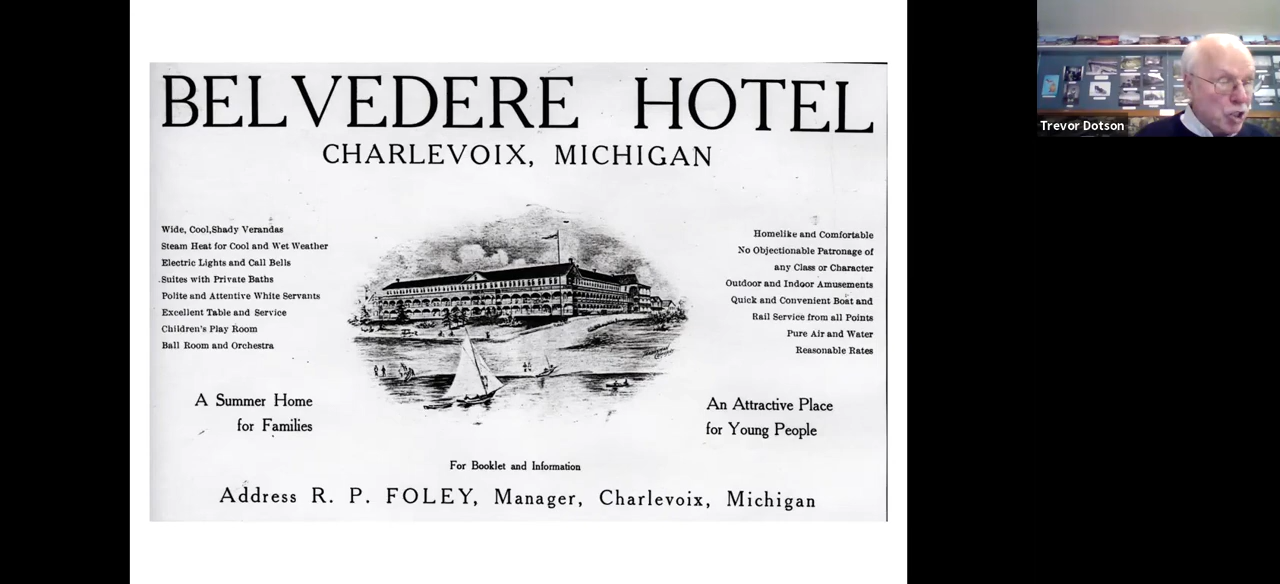 BELVEDERE HOTEL
CHARLEVOIX, MICHIGAN
Wide, Cool, Shady Verandas
Steam Heat for Cool and Wet Weather
Electric Lights and Call Bells
Suites with Private Baths
Polite and Attentive White Servants
Excellent Table and Service
Children's Play Room
Ball Room and Orchestra
A Summer Home
for Families
Homelike and Comfortable
No Objectionable Patronage of
any Class or Character
Outdoor and Indoor Amusements
Quick and Convenient Boat and
Rail Service from all Points
Pure Air and Water
Reasonable Rates
An Attractive Place
for Young People
For Booklet and Information
Address R. P. FOLEY, Manager, Charlevoix, Michigan
Trevor Dotson